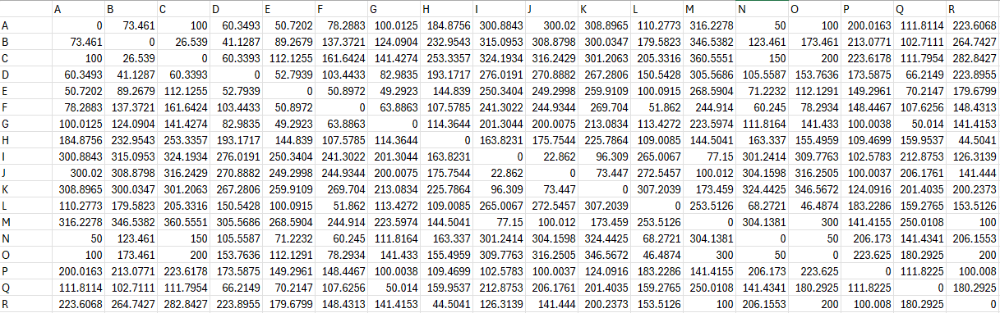 A B C D E F G H I J K L M N O P Q R
A 0 73.461 100 60.3493 50.7202 78.2883 100.0125 184.8756 300.8843 300.02 308.8965 110.2773 316.2278 50 100 200.0163 111.8114 223.6068
B 73.461 0 26.539 41.1287 89.2679 137.3721 124.0904 232.9543 315.0953 308.8798 300.0347 179.5823 346.5382 123.461 173.461 213.0771 102.7111 264.7427
C 100 26.539 0 60.3393 112.1255 161.6424 141.4274 253.3357 324.1934 316.2429 301.2063 205.3316 360.5551 150 200 223.6178 111.7954 282.8427
D 60.3493 41.1287 60.3393 0 52.7939 103.4433 82.9835 193.1717 276.0191 270.8882 267.2806 150.5428 305.5686 105.5587 153.7636 173.5875 66.2149 223.8955
E 50.7202 89.2679 112.1255 52.7939 0 50.8972 49.2923 144.839 250.3404 249.2998 259.9109 100.0915 268.5904 71.2232 112.1291 149.2961 70.2147 179.6799
F 78.2883 137.3721 161.6424 103.4433 50.8972 0 63.8863 107.5785 241.3022 244.9344 269.704 51.862 244.914 60.245 78.2934 148.4467 107.6256 148.4313
G 100.0125 124.0904 141.4274 82.9835 49.2923 63.8863 0 114.3644 201.3044 200.0075 213.0834 113.4272 223.5974 111.8164 141.433 100.0038 50.014 141.4153
H 184.8756 232.9543 253.3357 193.1717 144.839 107.5785 114.3644 0 163.8231 175.7544 225.7864 109.0085 144.5041 163.337 155.4959 109.4699 159.9537 44.5041
I 300.8843 315.0953 324.1934 276.0191 250.3404 241.3022 201.3044 163.8231 0 22.862 96.309 265.0067 77.15 301.2414 309.7763 102.5783 212.8753 126.3139
J 300.02 308.8798 316.2429 270.8882 249.2998 244.9344 200.0075 175.7544 22.862 0 73.447 272.5457 100.012 304.1598 316.2505 100.0037 206.1761 141.444
K 308.8965 300.0347 301.2063 267.2806 259.9109 269.704 213.0834 225.7864 96.309 73.447 0 307.2039 173.459 324.4425 346.5672 124.0916 201.4035 200.2373
L 110.2773 179.5823 205.3316 150.5428 100.0915 51.862 113.4272 109.0085 265.0067 272.5457 307.2039 0 253.5126 68.2721 46.4874 183.2286 159.2765 153.5126
M 316.2278 346.5382 360.5551 305.5686 268.5904 244.914 223.5974 144.5041 77.15 100.012 173.459 253.5126 0 304.1381 300 141.4155 250.0108 100
N 50 123.461 150 105.5587 71.2232 60.245 111.8164 163.337 301.2414 304.1598 324.4425 68.2721 304.1381 0 50 206.173 141.4341 206.1553
O 100 173.461 200 153.7636 112.1291 78.2934 141.433 155.4959 309.7763 316.2505 346.5672 46.4874 300 50 0 223.625 180.2925 200
P 200.0163 213.0771 223.6178 173.5875 149.2961 148.4467 100.0038 109.4699 102.5783 100.0037 124.0916 183.2286 141.4155 206.173 223.625 0 111.8225 100.008
Q 111.8114 102.7111 111.7954 66.2149 70.2147 107.6256 50.014 159.9537 212.8753 206.1761 201.4035 159.2765 250.0108 141.4341 180.2925 111.8225 0 180.2925
R 223.6068 264.7427 282.8427 223.8955 179.6799 148.4313 141.4153 44.5041 126.3139 141.444 200.2373 153.5126 100 206.1553 200 100.008 180.2925 0